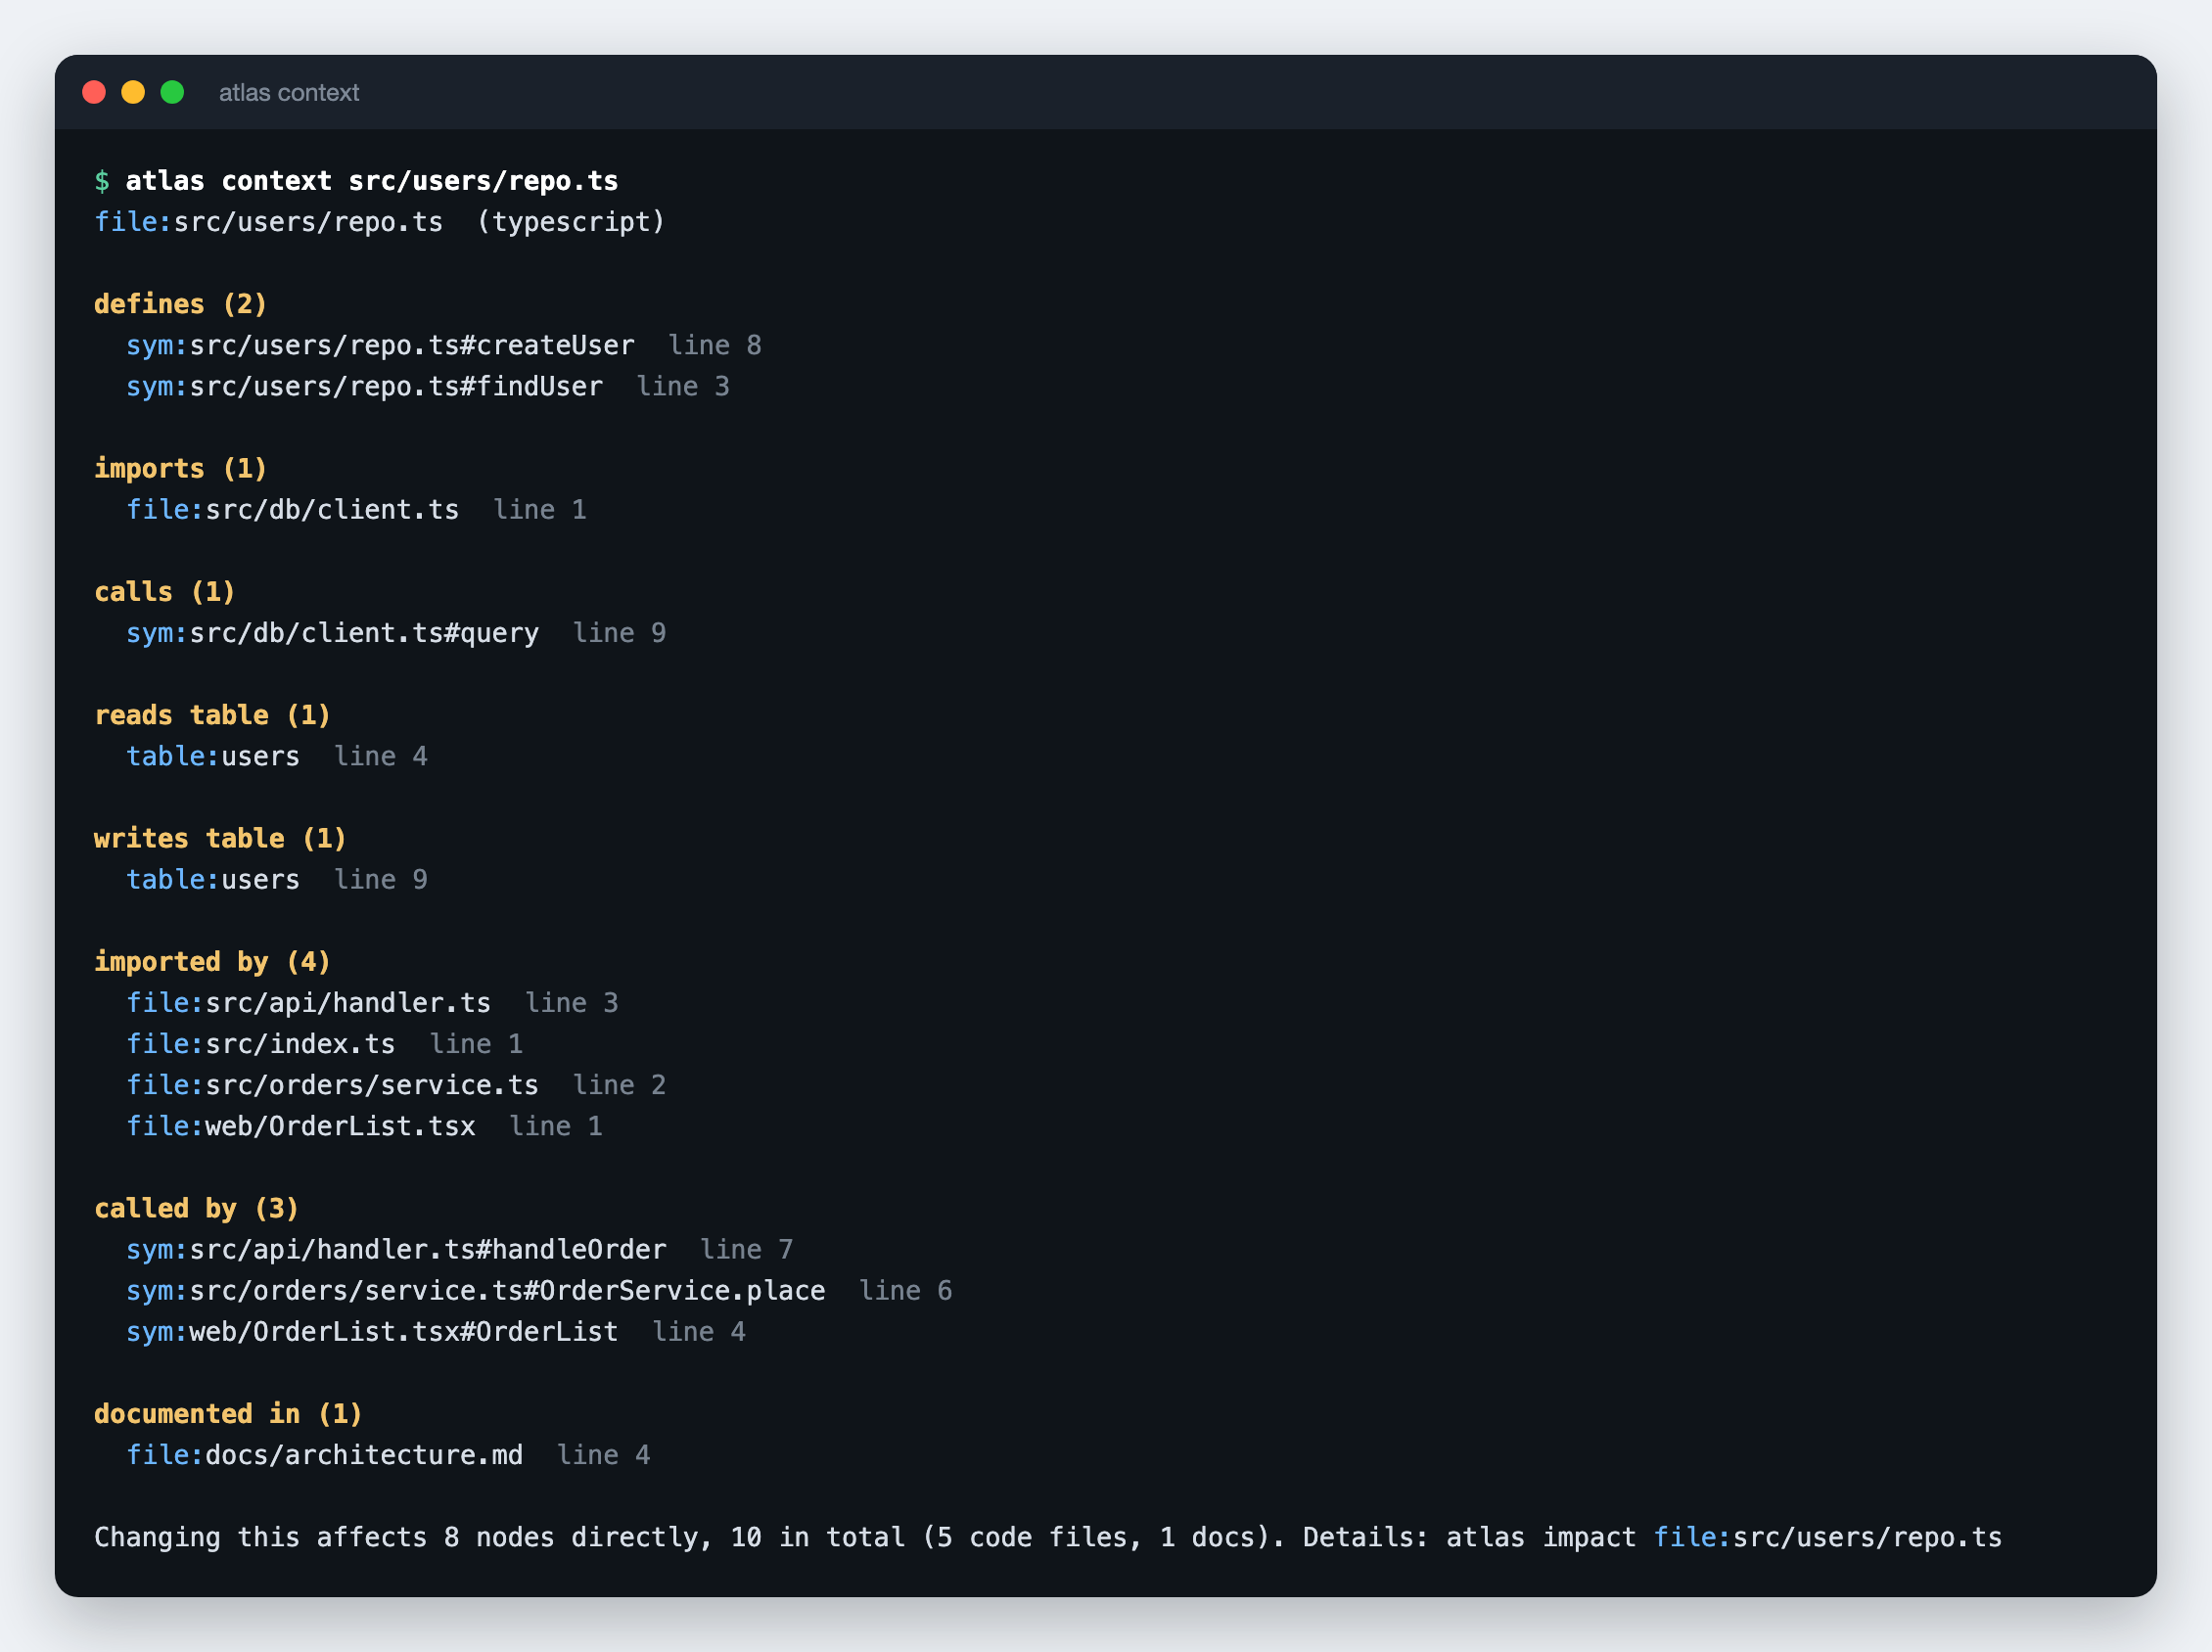 atlas context
$ atlas context src/users/repo.ts
file:src/users/repo.ts  (typescript)
defines (2)
sym:src/users/repo.ts#createUser  line 8
sym:src/users/repo.ts#findUser  line 3
imports (1)
file:src/db/client.ts  line 1
calls (1)
sym:src/db/client.ts#query  line 9
reads table (1)
table:users  line 4
writes table (1)
table:users  line 9
imported by (4)
file:src/api/handler.ts  line 3
file:src/index.ts  line 1
file:src/orders/service.ts  line 2
file:web/OrderList.tsx  line 1
called by (3)
sym:src/api/handler.ts#handleOrder  line 7
sym:src/orders/service.ts#OrderService.place  line 6
sym:web/OrderList.tsx#OrderList  line 4
documented in (1)
file:docs/architecture.md  line 4
Changing this affects 8 nodes directly, 10 in total (5 code files, 1 docs). Details: atlas impact file:src/users/repo.ts